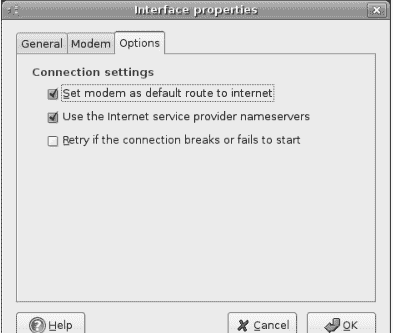 Interface properties
General Modem Options
Connection settings
Set modem as default route to internet
Use the Internet service provider nameservers
Retry if the connection breaks or fails to start
Help Cancel OK